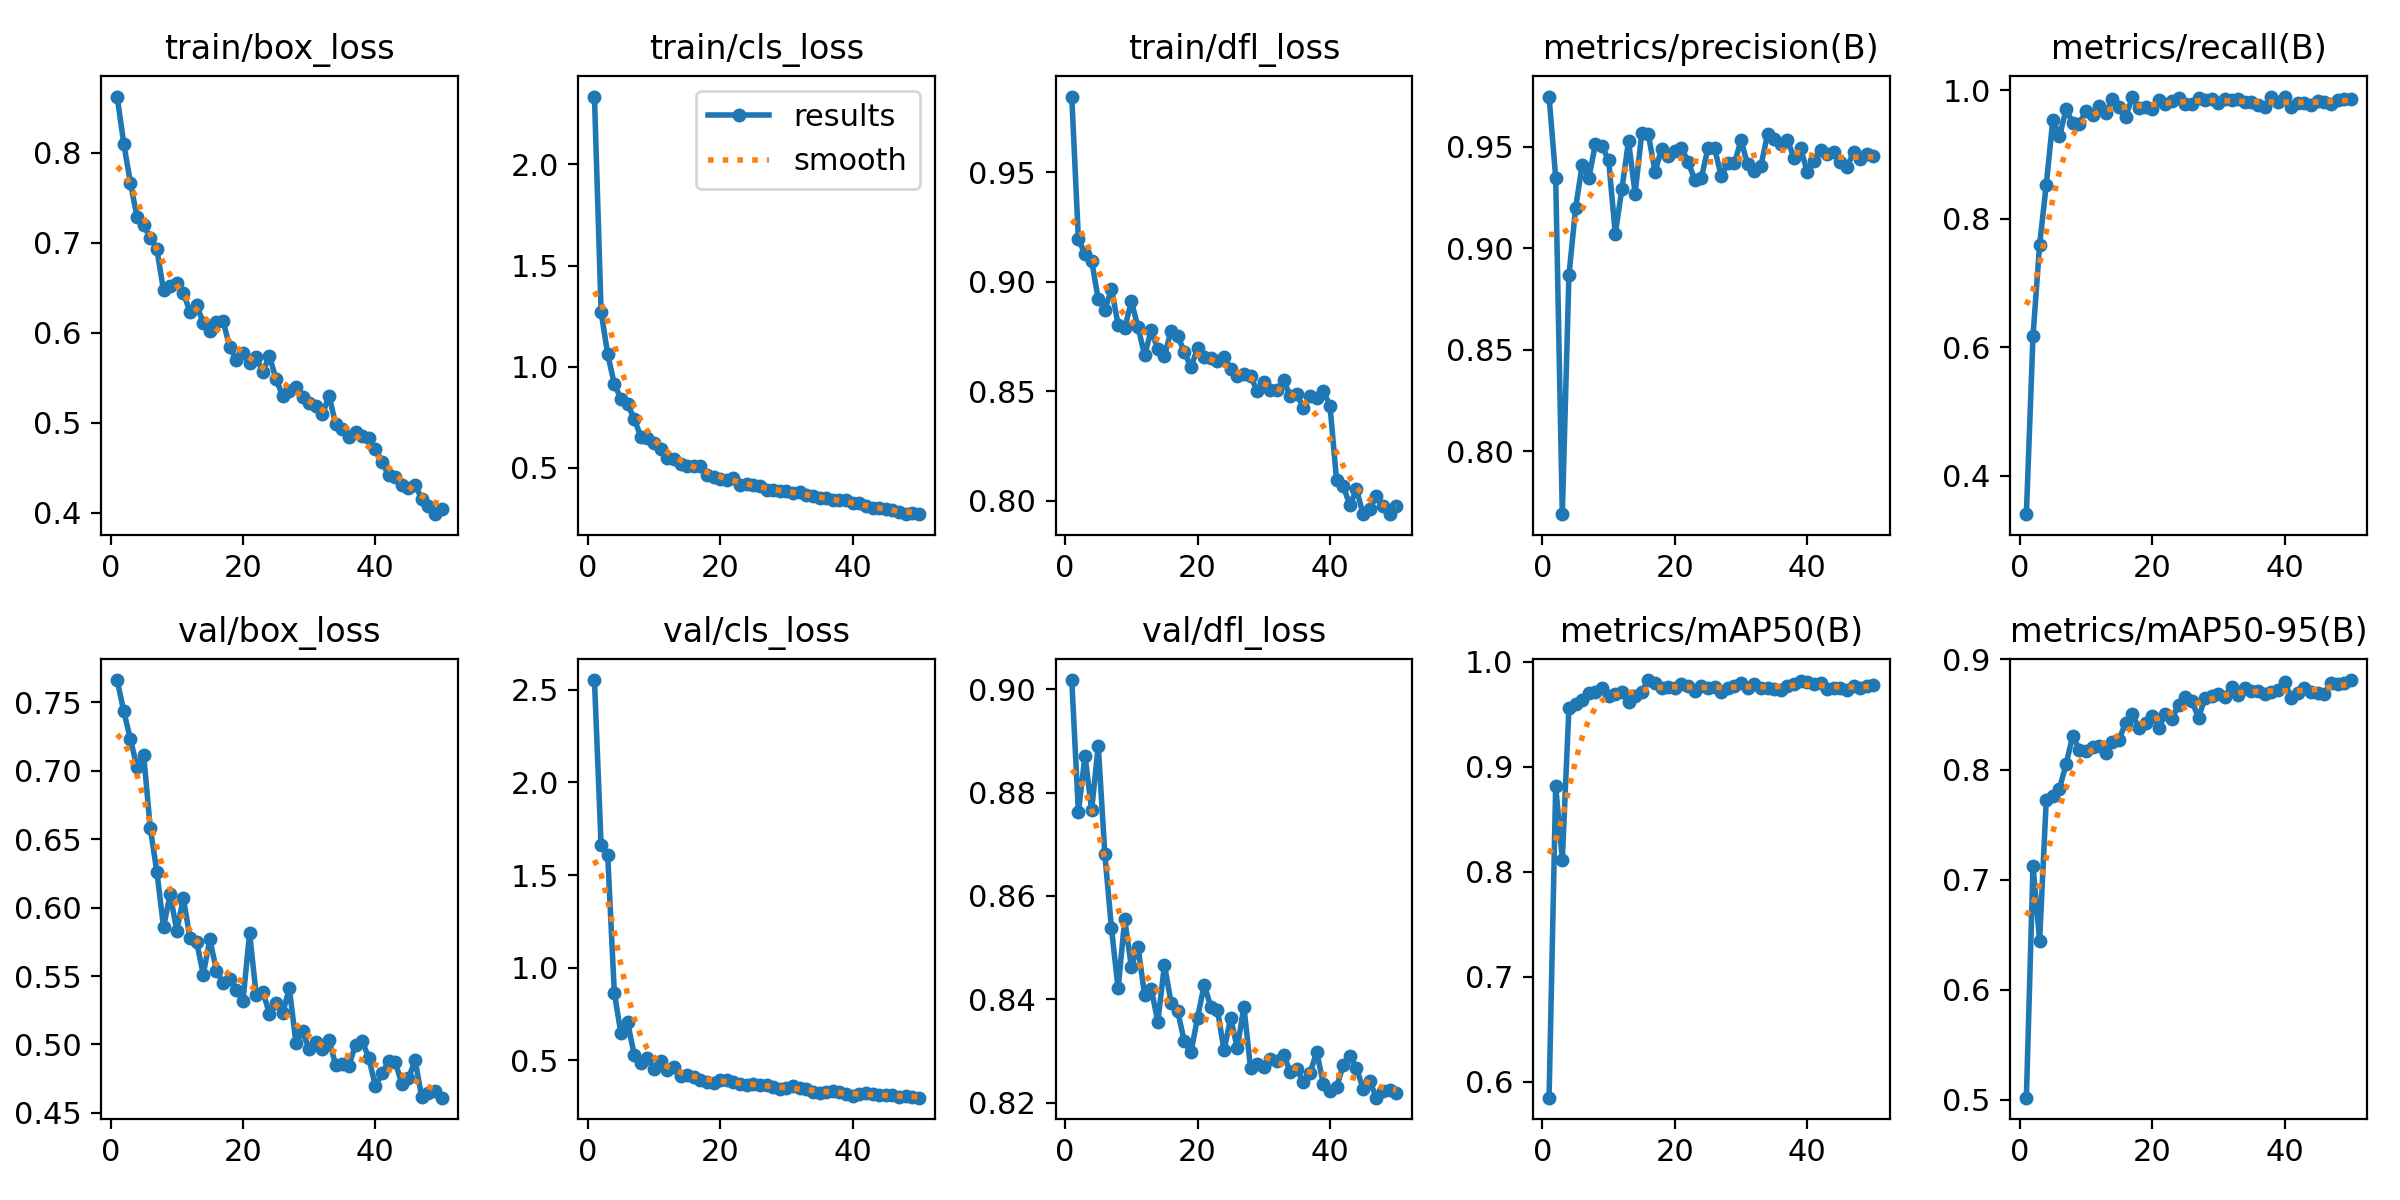 train/box_loss
0.8
0.7
0.6
0.5
0.4
0 20 40
train/cls_loss
results
smooth
2.0
1.5
1.0
0.5
0 20 40
train/dfl_loss
0.95
0.90
0.85
0.80
0 20 40
metrics/precision(B)
0.95
0.90
0.85
0.80
0 20 40
metrics/recall(B)
1.0
0.8
0.6
0.4
0 20 40
val/box_loss
0.75
0.70
0.65
0.60
0.55
0.50
0.45
0 20 40
val/cls_loss
2.5
2.0
1.5
1.0
0.5
0 20 40
val/dfl_loss
0.90
0.88
0.86
0.84
0.82
0 20 40
metrics/mAP50(B)
1.0
0.9
0.8
0.7
0.6
0 20 40
metrics/mAP50-95(B)
0.9
0.8
0.7
0.6
0.5
0 20 40